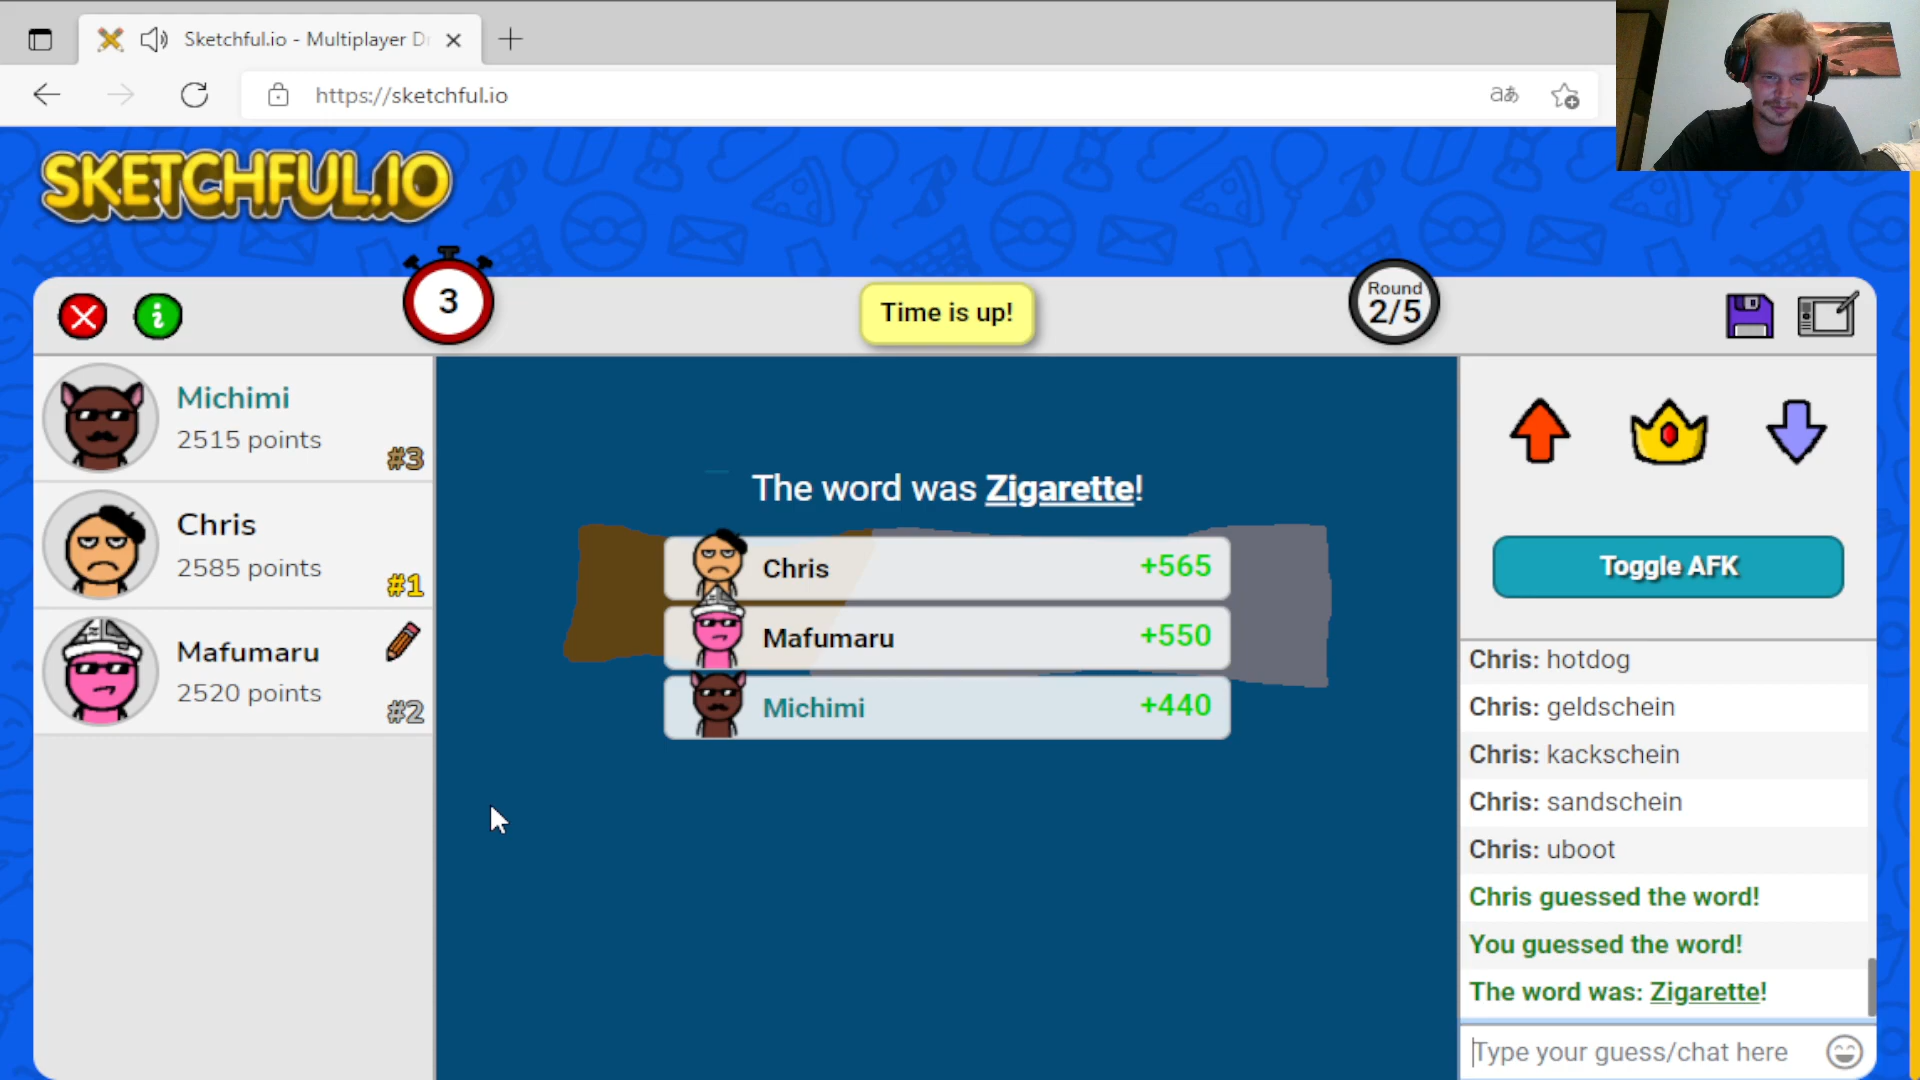 Sketchful.io - Multiplayer Dr
https://sketchful.io
aあ
SKETCHFUL.IO
3
Time is up!
Round
2/5
Michimi
2515 points
#3
Chris
2585 points
#1
Mafumaru
2520 points
#2
The word was Zigarette!
Chris +565
Mafumaru +550
Michimi +440
Toggle AFK
Chris: hotdog
Chris: geldschein
Chris: kackschein
Chris: sandschein
Chris: uboot
Chris guessed the word!
You guessed the word!
The word was: Zigarette!
Type your guess/chat here